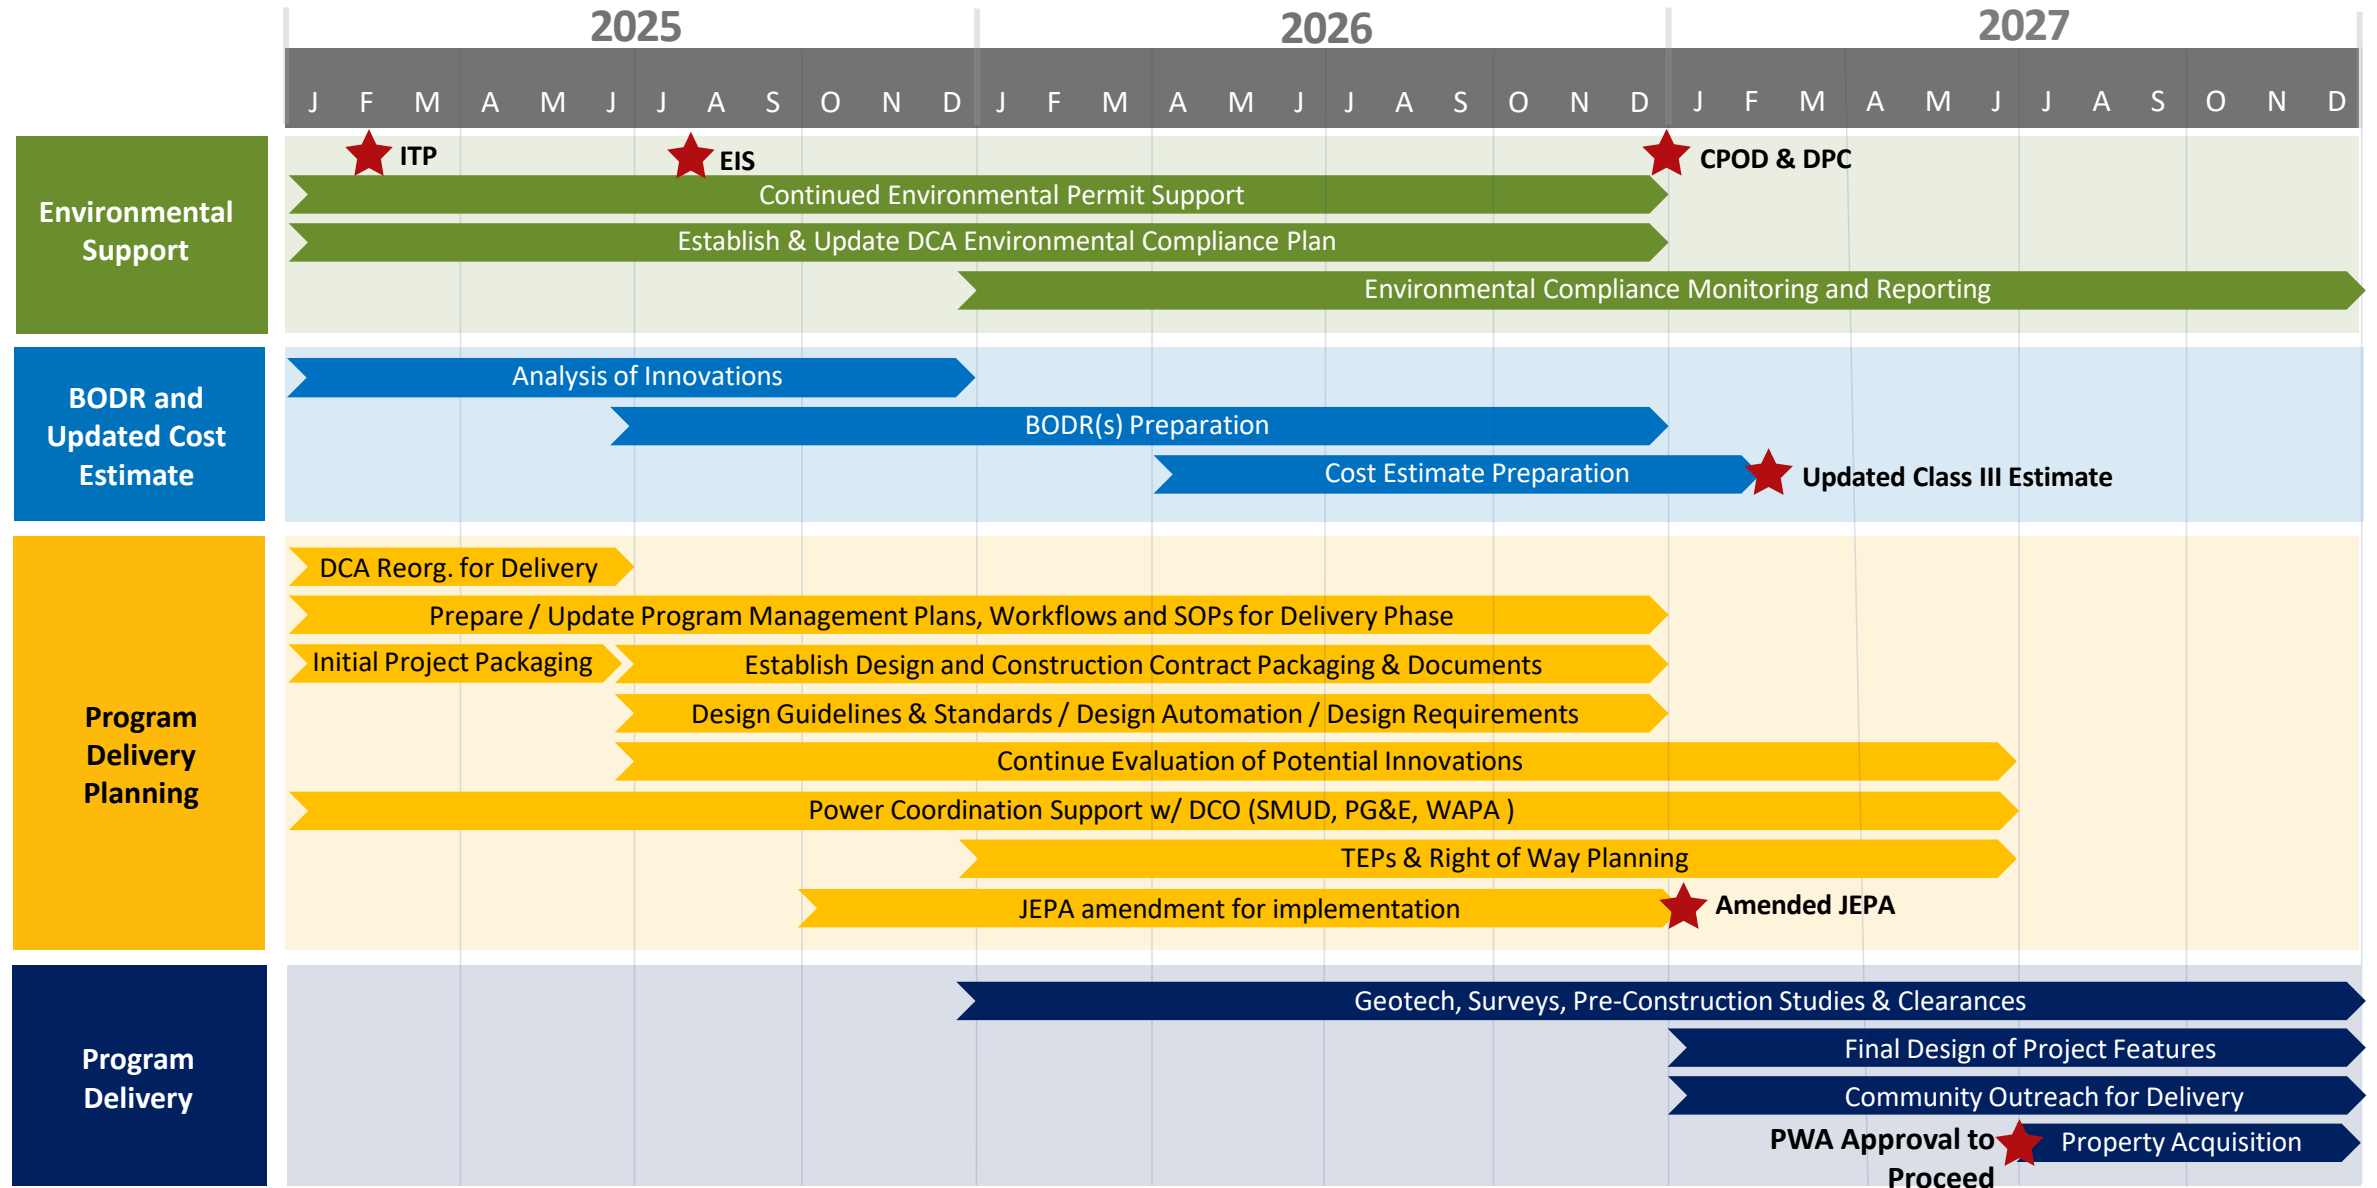 2025
2026
2027
J F M A M J J A S O N D J F M A M J J A S O N D J F M A M J J A S O N D
Environmental
Support
ITP
EIS
CPOD & DPC
Continued Environmental Permit Support
Establish & Update DCA Environmental Compliance Plan
Environmental Compliance Monitoring and Reporting
BODR and
Updated Cost
Estimate
Analysis of Innovations
BODR(s) Preparation
Cost Estimate Preparation
Updated Class III Estimate
Program
Delivery
Planning
DCA Reorg. for Delivery
Prepare / Update Program Management Plans, Workflows and SOPs for Delivery Phase
Initial Project Packaging
Establish Design and Construction Contract Packaging & Documents
Design Guidelines & Standards / Design Automation / Design Requirements
Continue Evaluation of Potential Innovations
Power Coordination Support w/ DCO (SMUD, PG&E, WAPA )
TEPs & Right of Way Planning
JEPA amendment for implementation
Amended JEPA
Program
Delivery
Geotech, Surveys, Pre-Construction Studies & Clearances
Final Design of Project Features
Community Outreach for Delivery
PWA Approval to
Proceed
Property Acquisition